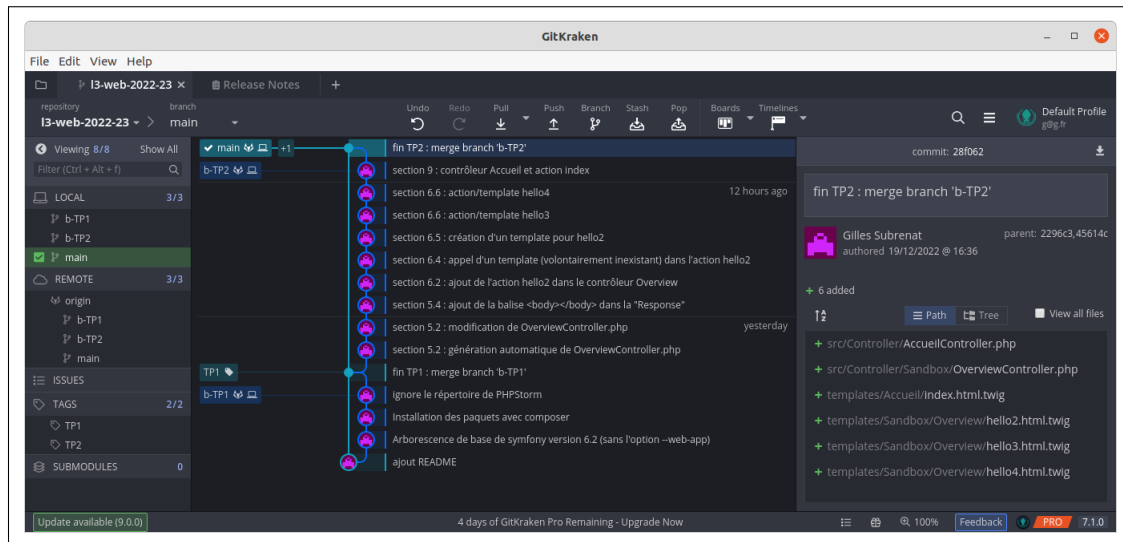 GitKraken
File Edit View Help
l3-web-2022-23 Release Notes +
repository branch
l3-web-2022-23 main
Undo Redo Pull Push Branch Stash Pop Boards Timelines
Default Profile
g@g.fr
Viewing 8/8 Show All
Filter (Ctrl + Alt + f)
LOCAL 3/3
b-TP1
b-TP2
main
REMOTE 3/3
origin
b-TP1
b-TP2
main
ISSUES
TAGS 2/2
TP1
TP2
SUBMODULES 0
main +1 fin TP2 : merge branch 'b-TP2'
b-TP2 section 9 : contrôleur Accueil et action index
section 6.6 : action/template hello4 12 hours ago
section 6.6 : action/template hello3
section 6.5 : création d'un template pour hello2
section 6.4 : appel d'un template (volontairement inexistant) dans l'action hello2
section 6.2 : ajout de l'action hello2 dans le contrôleur Overview
section 5.4 : ajout de la balise <body></body> dans la "Response"
section 5.2 : modification de OverviewController.php yesterday
section 5.2 : génération automatique de OverviewController.php
TP1 fin TP1 : merge branch 'b-TP1'
b-TP1 ignore le répertoire de PHPStorm
Installation des paquets avec composer
Arborescence de base de symfony version 6.2 (sans l'option --web-app)
ajout README
commit: 28f062
fin TP2 : merge branch 'b-TP2'
Gilles Subrenat parent: 2296c3,45614c
authored 19/12/2022 @ 16:36
+ 6 added
Path Tree View all files
+ src/Controller/AccueilController.php
+ src/Controller/Sandbox/OverviewController.php
+ templates/Accueil/index.html.twig
+ templates/Sandbox/Overview/hello2.html.twig
+ templates/Sandbox/Overview/hello3.html.twig
+ templates/Sandbox/Overview/hello4.html.twig
Update available (9.0.0) 4 days of GitKraken Pro Remaining - Upgrade Now 100% Feedback PRO 7.1.0